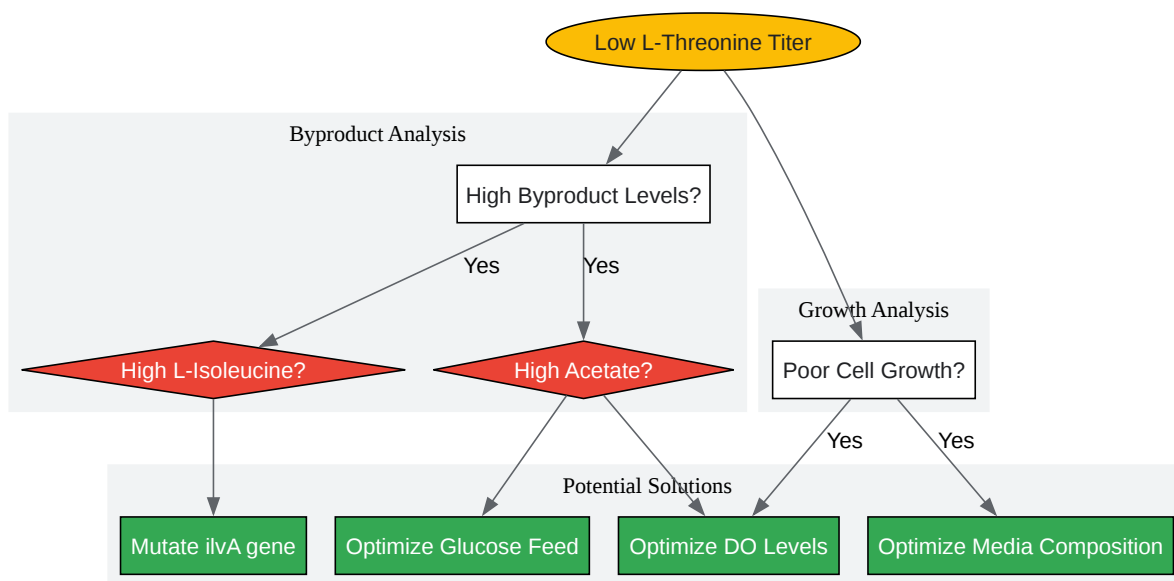 Low L-Threonine Titer
Byproduct Analysis
High Byproduct Levels?
Yes
Yes
Growth Analysis
High L-Isoleucine?
High Acetate?
Poor Cell Growth?
Yes
Yes
Potential Solutions
Mutate ilvA gene
Optimize Glucose Feed
Optimize DO Levels
Optimize Media Composition